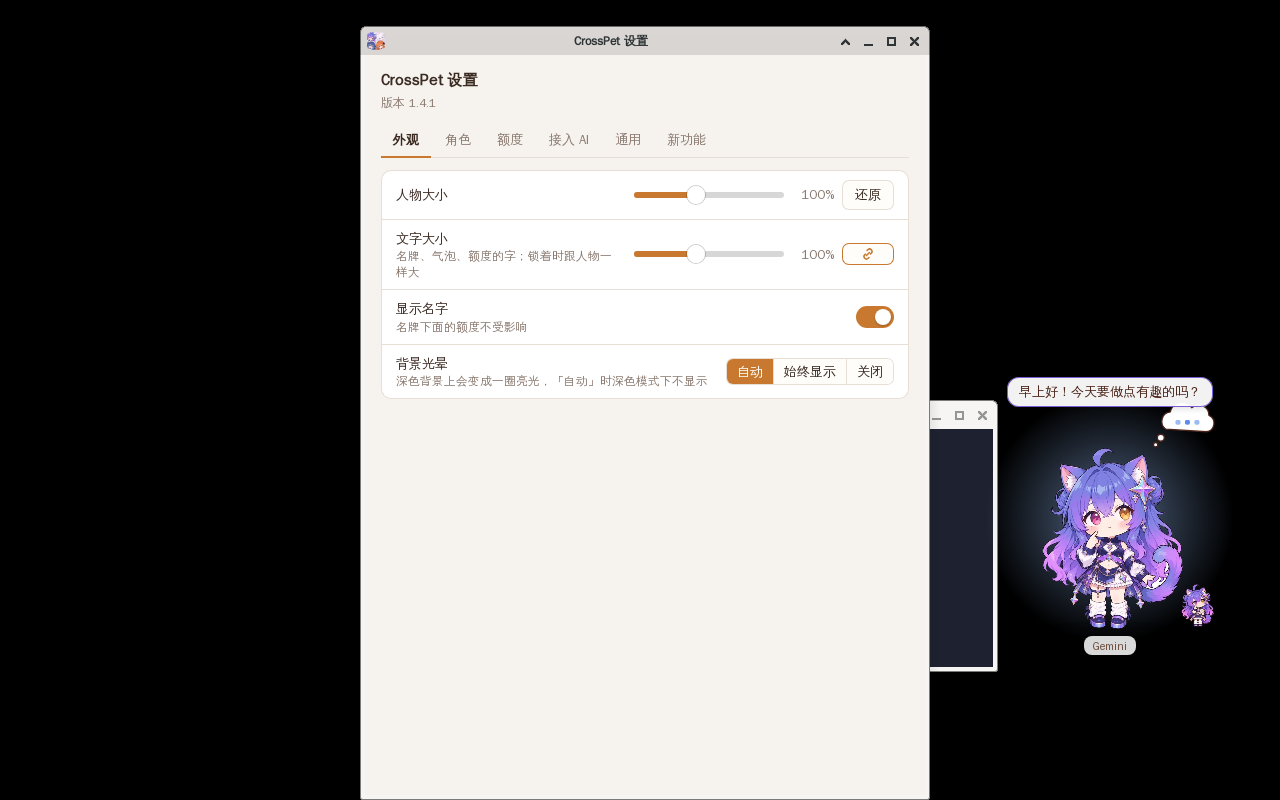 CrossPet 设置
CrossPet 设置
版本 1.4.1
外观 角色 额度 接入 AI 通用 新功能
人物大小 100% 还原
文字大小
名牌、气泡、额度的字；锁着时跟人物一
样大
100%
显示名字
名牌下面的额度不受影响
背景光晕
深色背景上会变成一圈亮光，「自动」时深色模式下不显示
自动 始终显示 关闭
早上好！今天要做点有趣的吗？
Gemini